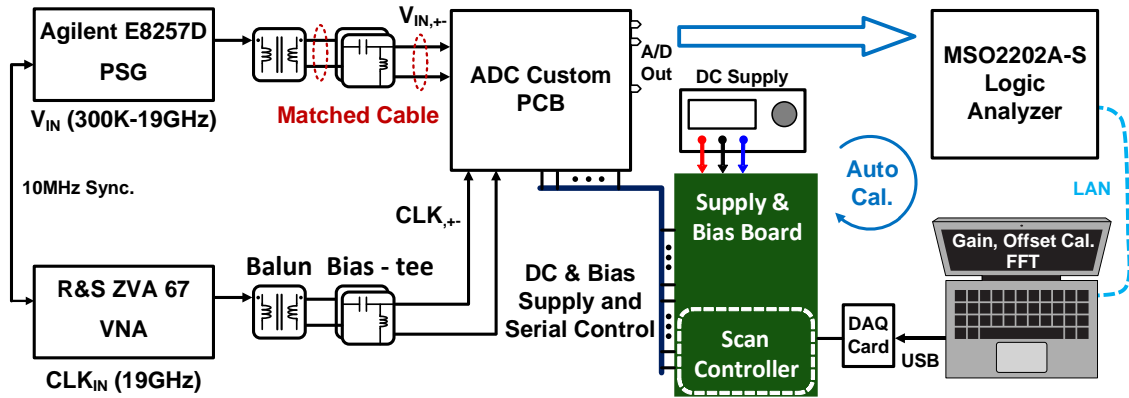 Agilent E8257D
PSG
V_IN (300K-19GHz)
10MHz Sync.
R&S ZVA 67
VNA
CLK_IN (19GHz)
Matched Cable
V_IN,+-
Balun
Bias - tee
CLK,+-
ADC Custom
PCB
A/D
Out
DC Supply
DC & Bias
Supply and
Serial Control
Supply &
Bias Board
Scan
Controller
Auto
Cal.
MSO2202A-S
Logic
Analyzer
LAN
Gain, Offset Cal.
FFT
DAQ
Card
USB